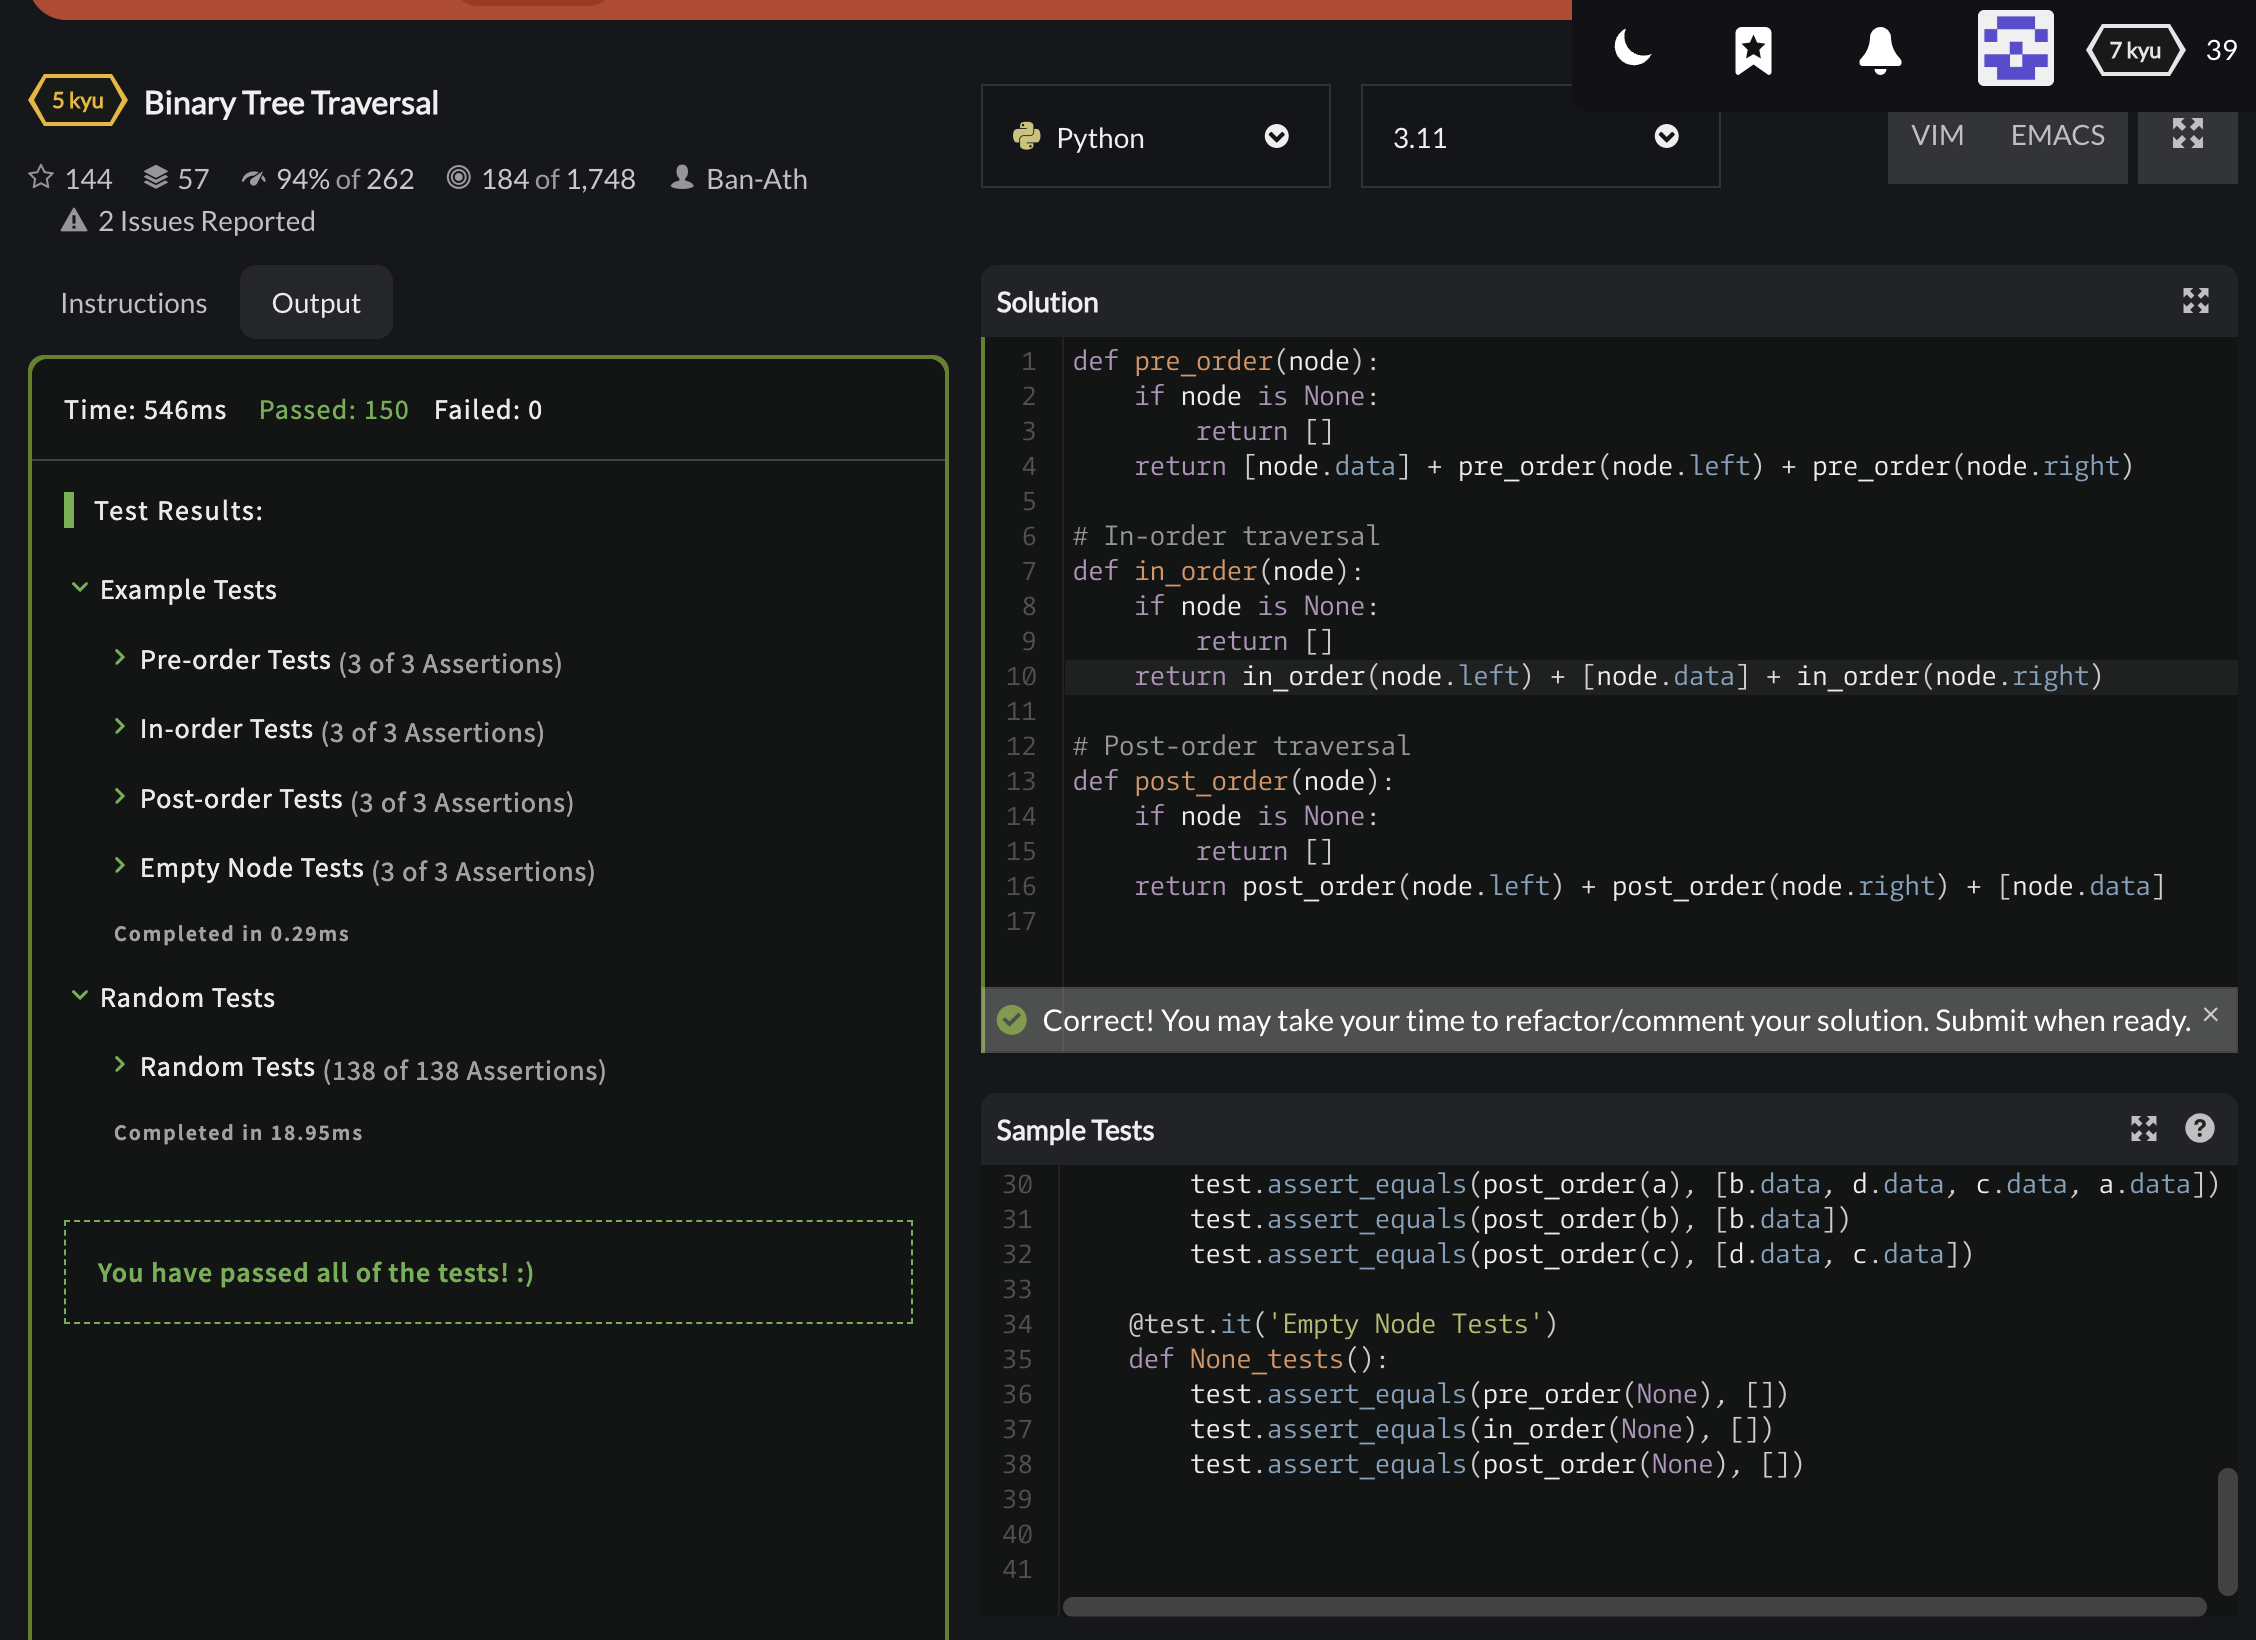 7 kyu 39
5 kyu Binary Tree Traversal
144 57 94% of 262 184 of 1,748 Ban-Ath
2 Issues Reported
Python
3.11
VIM EMACS
Instructions Output
Time: 546ms Passed: 150 Failed: 0
Test Results:
Example Tests
Pre-order Tests (3 of 3 Assertions)
In-order Tests (3 of 3 Assertions)
Post-order Tests (3 of 3 Assertions)
Empty Node Tests (3 of 3 Assertions)
Completed in 0.29ms
Random Tests
Random Tests (138 of 138 Assertions)
Completed in 18.95ms
You have passed all of the tests! :)
Solution
1 def pre_order(node):
2     if node is None:
3         return []
4     return [node.data] + pre_order(node.left) + pre_order(node.right)
5
6 # In-order traversal
7 def in_order(node):
8     if node is None:
9         return []
10     return in_order(node.left) + [node.data] + in_order(node.right)
11
12 # Post-order traversal
13 def post_order(node):
14     if node is None:
15         return []
16     return post_order(node.left) + post_order(node.right) + [node.data]
17
Correct! You may take your time to refactor/comment your solution. Submit when ready. ×
Sample Tests ?
30         test.assert_equals(post_order(a), [b.data, d.data, c.data, a.data])
31         test.assert_equals(post_order(b), [b.data])
32         test.assert_equals(post_order(c), [d.data, c.data])
33
34     @test.it('Empty Node Tests')
35     def None_tests():
36         test.assert_equals(pre_order(None), [])
37         test.assert_equals(in_order(None), [])
38         test.assert_equals(post_order(None), [])
39
40
41